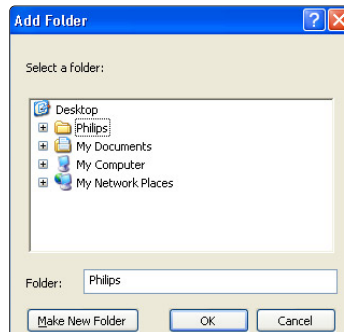 Add Folder
Select a folder:
Desktop
Philips
My Documents
My Computer
My Network Places
Folder: Philips
Make New Folder OK Cancel